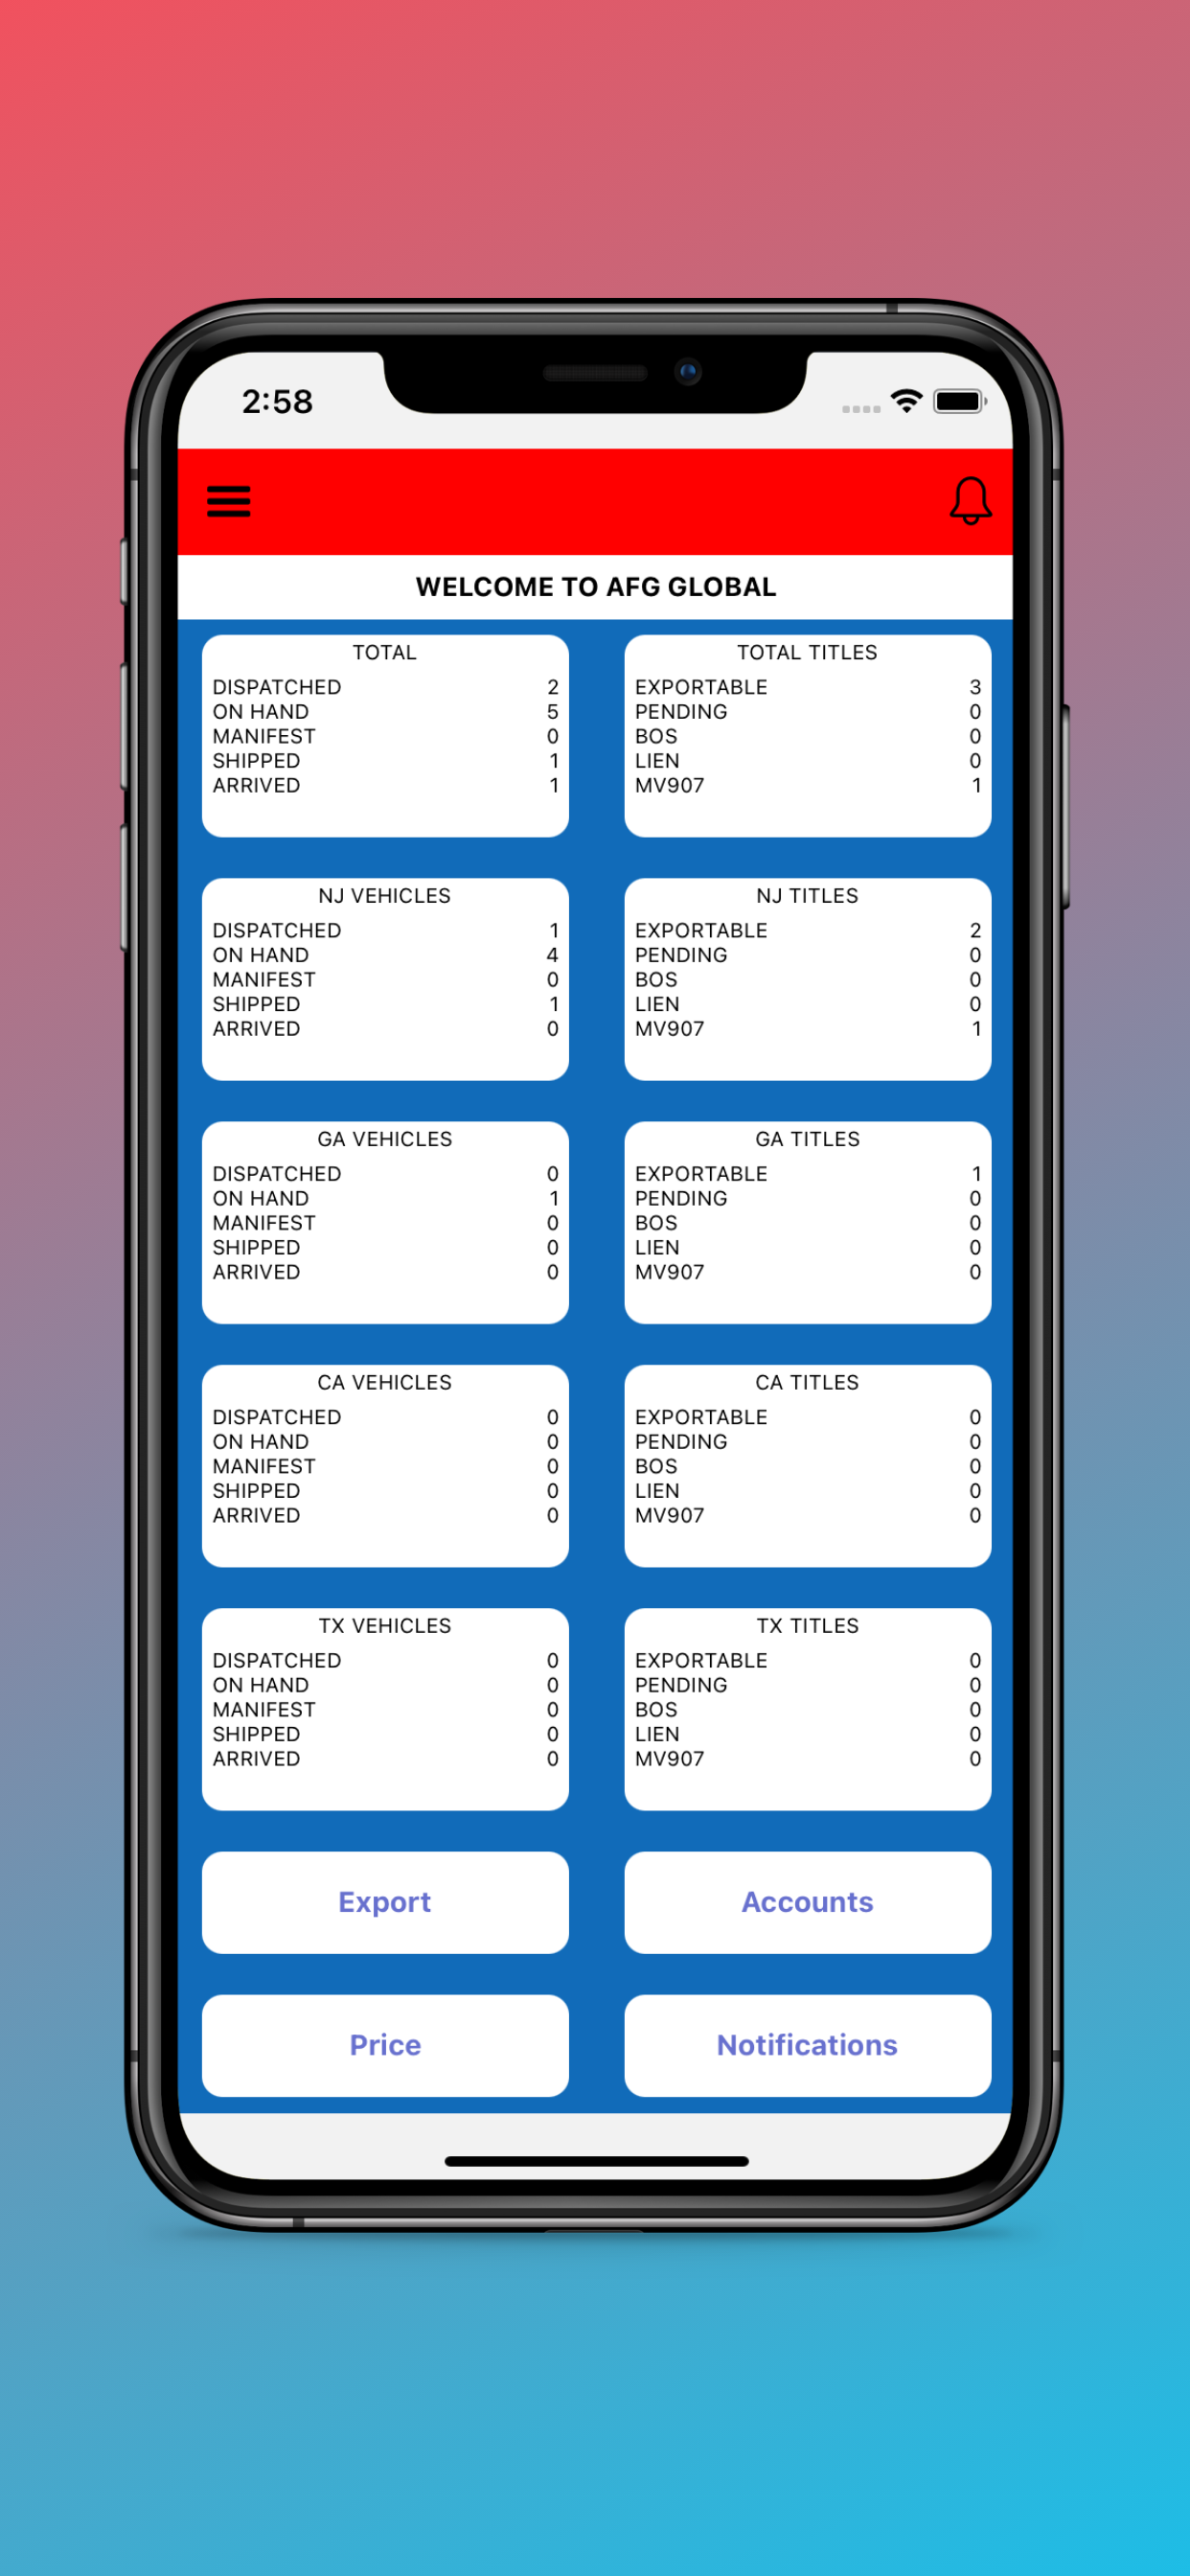 2:58
WELCOME TO AFG GLOBAL
TOTAL
DISPATCHED 2
ON HAND 5
MANIFEST 0
SHIPPED 1
ARRIVED 1
TOTAL TITLES
EXPORTABLE 3
PENDING 0
BOS 0
LIEN 0
MV907 1
NJ VEHICLES
DISPATCHED 1
ON HAND 4
MANIFEST 0
SHIPPED 1
ARRIVED 0
NJ TITLES
EXPORTABLE 2
PENDING 0
BOS 0
LIEN 0
MV907 1
GA VEHICLES
DISPATCHED 0
ON HAND 1
MANIFEST 0
SHIPPED 0
ARRIVED 0
GA TITLES
EXPORTABLE 1
PENDING 0
BOS 0
LIEN 0
MV907 0
CA VEHICLES
DISPATCHED 0
ON HAND 0
MANIFEST 0
SHIPPED 0
ARRIVED 0
CA TITLES
EXPORTABLE 0
PENDING 0
BOS 0
LIEN 0
MV907 0
TX VEHICLES
DISPATCHED 0
ON HAND 0
MANIFEST 0
SHIPPED 0
ARRIVED 0
TX TITLES
EXPORTABLE 0
PENDING 0
BOS 0
LIEN 0
MV907 0
Export
Accounts
Price
Notifications